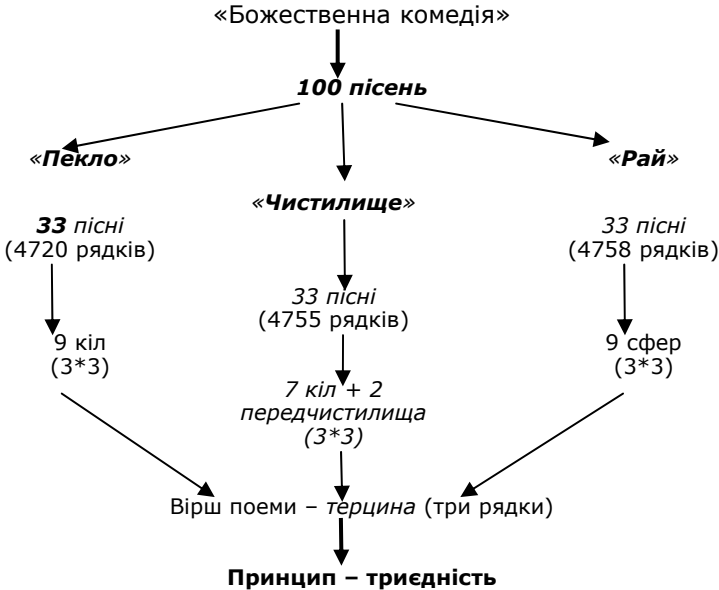 «Божественна комедія»
100 пісень
«Пекло»
«Рай»
«Чистилище»
33 пісні
(4720 рядків)
33 пісні
(4758 рядків)
33 пісні
(4755 рядків)
9 кіл
(3*3)
9 сфер
(3*3)
7 кіл + 2
передчистилища
(3*3)
Вірш поеми – терцина (три рядки)
Принцип – триєдність